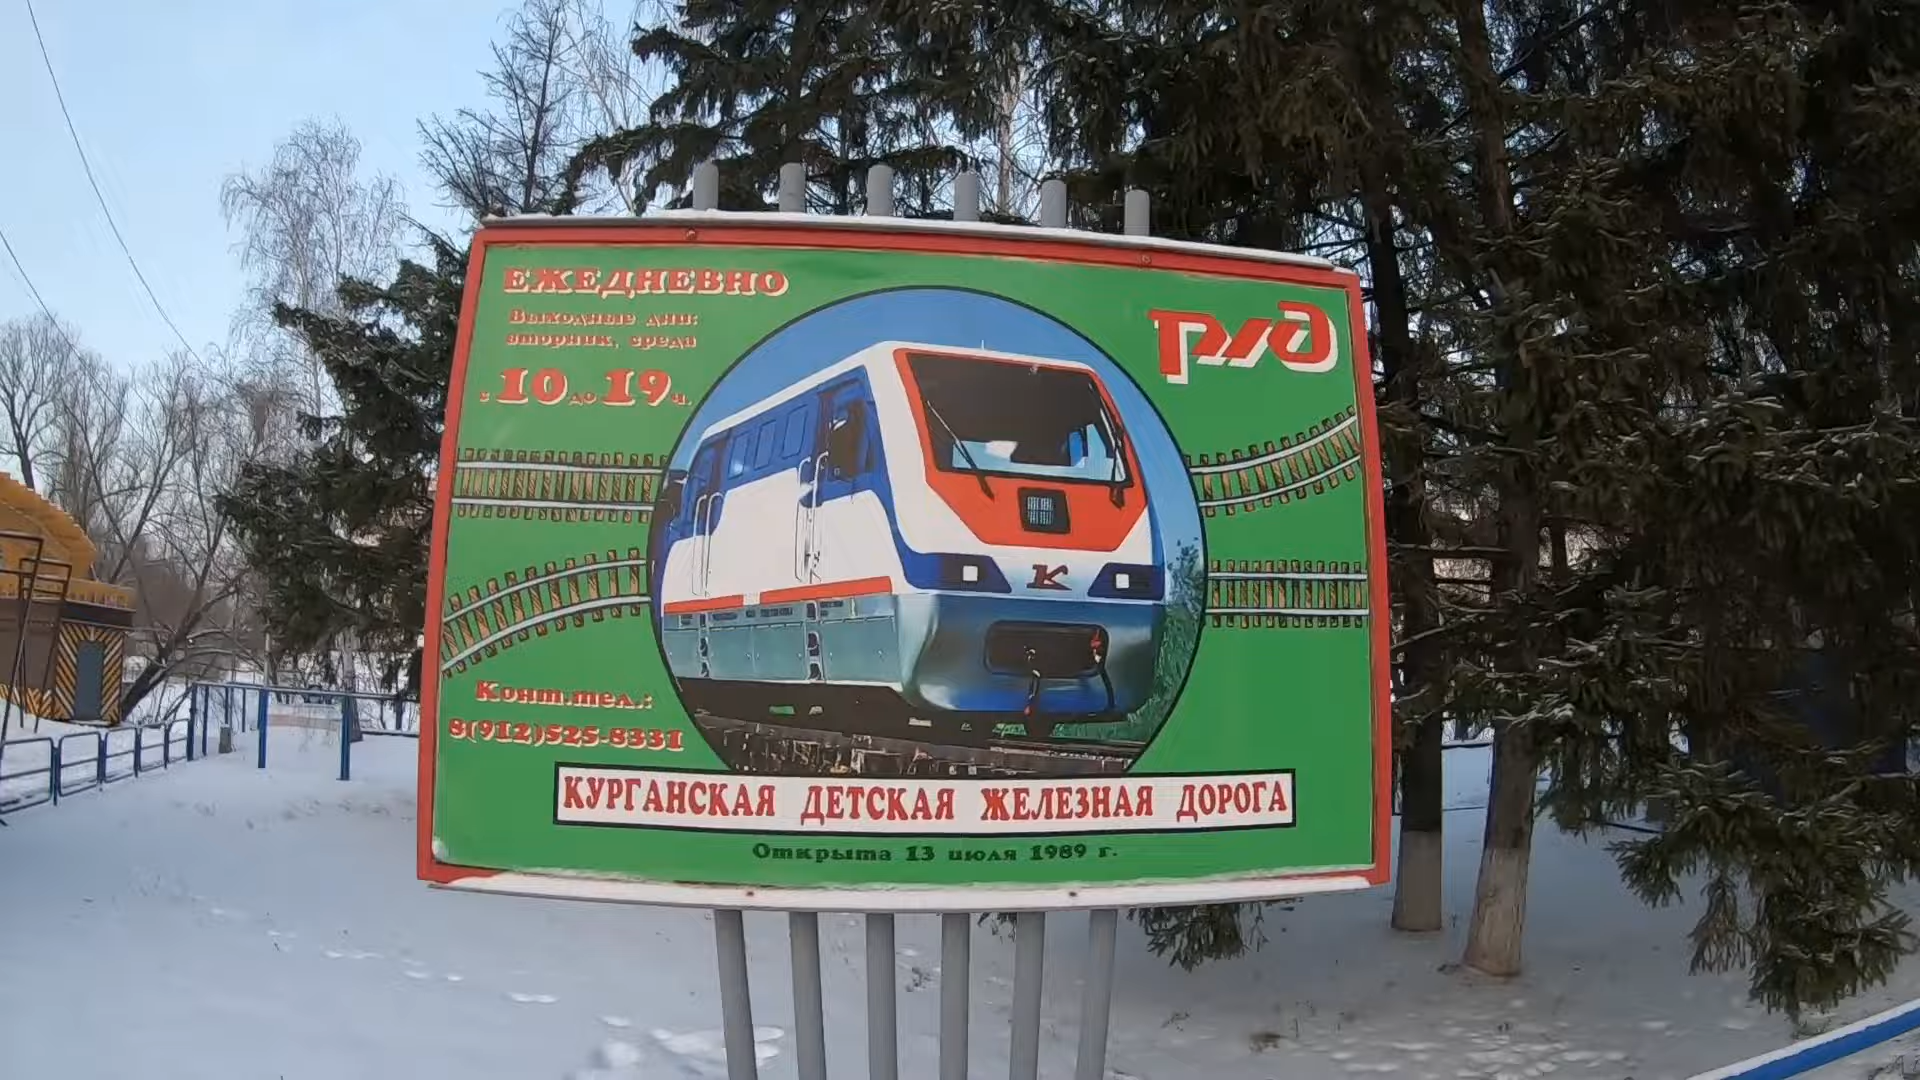 ЕЖЕДНЕВНО
Выходные дни:
вторник, среда
с 10 до 19 ч.
РЖД
К
Конт.тел.:
8(912)525-8331
КУРГАНСКАЯ ДЕТСКАЯ ЖЕЛЕЗНАЯ ДОРОГА
Открыта 13 июля 1989 г.